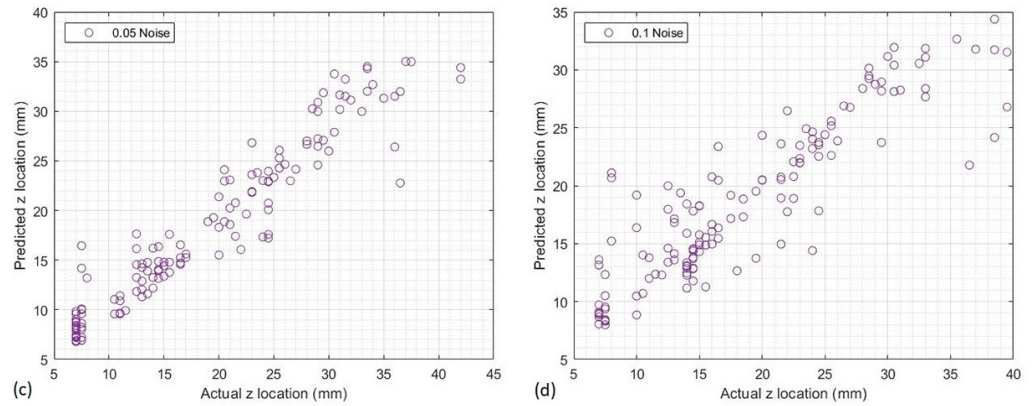 40
35
30
25
20
15
10
5
Predicted z location (mm)
0.05 Noise
5 10 15 20 25 30 35 40 45
Actual z location (mm)
(c)
35
30
25
20
15
10
5
Predicted z location (mm)
0.1 Noise
5 10 15 20 25 30 35 40
Actual z location (mm)
(d)